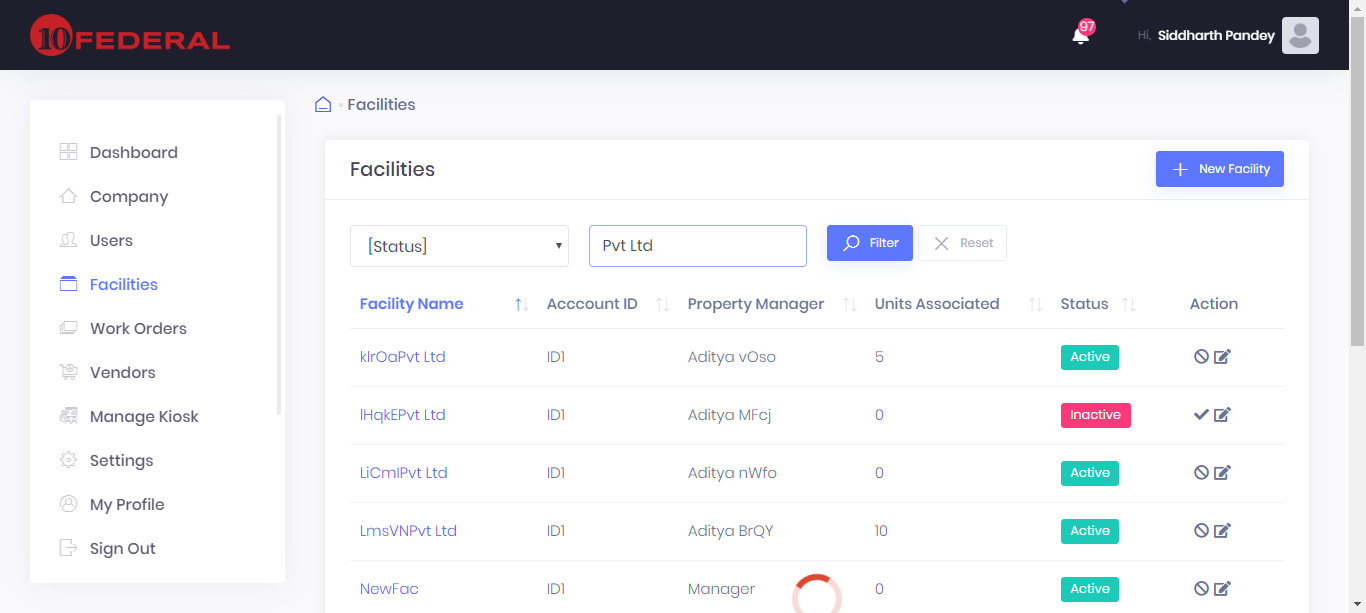 10 FEDERAL
97
Hi, Siddharth Pandey
Facilities
Dashboard
Company
Users
Facilities
Work Orders
Vendors
Manage Kiosk
Settings
My Profile
Sign Out
Facilities
New Facility
[Status]
Pvt Ltd
Filter
Reset
Facility Name Acccount ID Property Manager Units Associated Status Action
klrOaPvt Ltd ID1 Aditya vOso 5 Active
lHqkEPvt Ltd ID1 Aditya MFcj 0 Inactive
LiCmIPvt Ltd ID1 Aditya nWfo 0 Active
LmsVNPvt Ltd ID1 Aditya BrQY 10 Active
NewFac ID1 Manager 0 Active